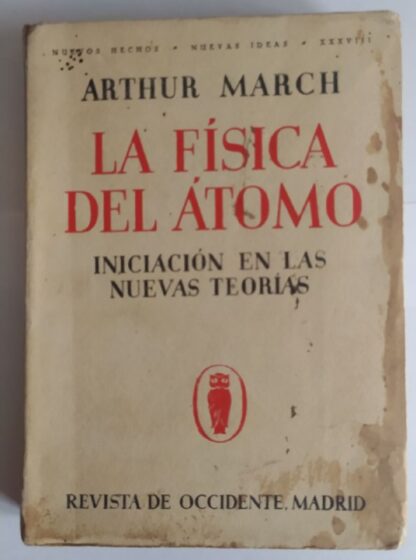 NUEVOS HECHOS • NUEVAS IDEAS • XXXVIII
ARTHUR MARCH
LA FÍSICA
DEL ÁTOMO
INICIACIÓN EN LAS
NUEVAS TEORÍAS
REVISTA DE OCCIDENTE. MADRID